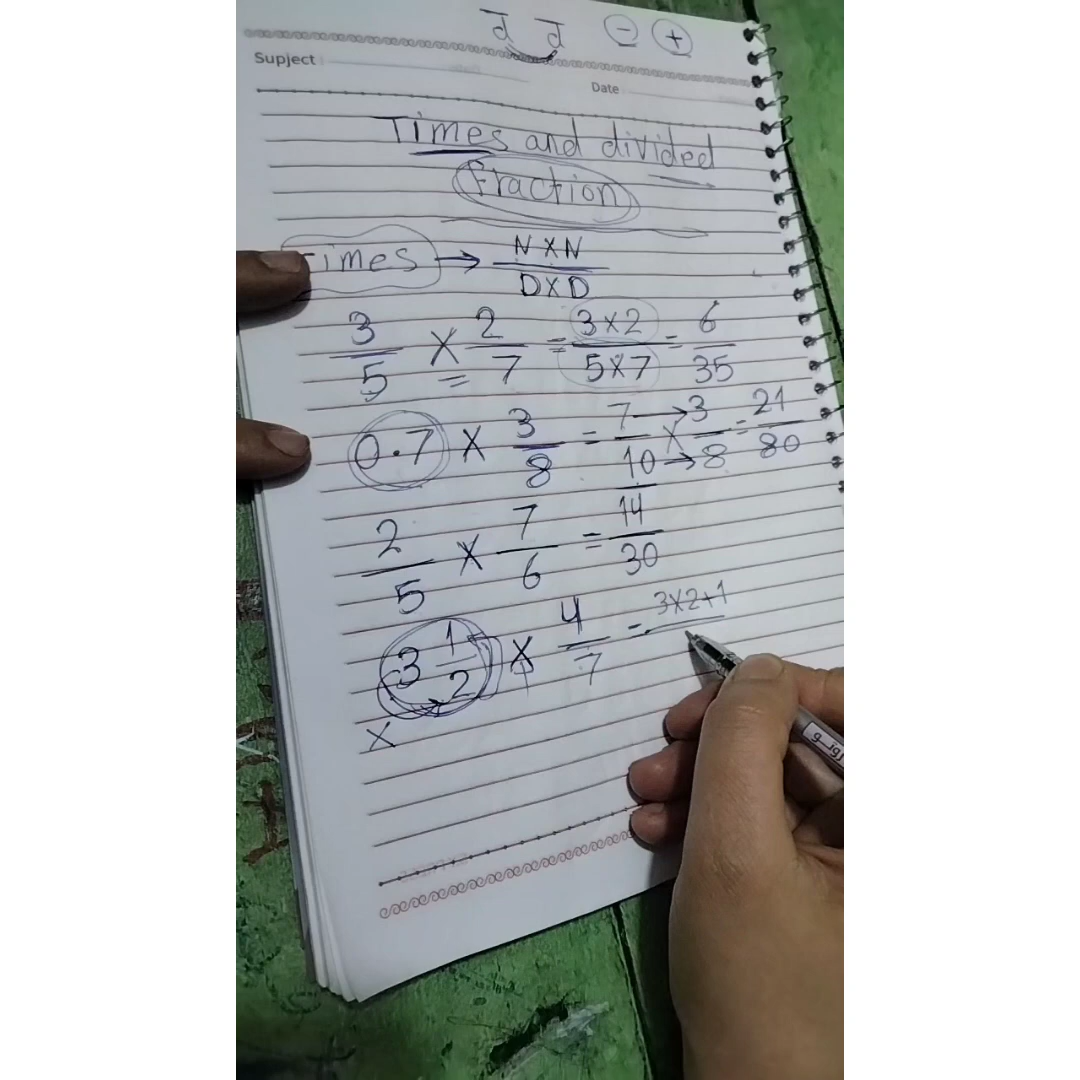 d d - +
Supject :
Date
Times and divided
fraction
Times → N X N / D X D
3/5 X 2/7 = 3 X 2 / 5 X 7 = 6/35
0.7 X 3/8 = 7/10 X 3/8 = 21/80
2/5 X 7/6 = 14/30
3 1/2 X 4/7 = 3X2+1
X